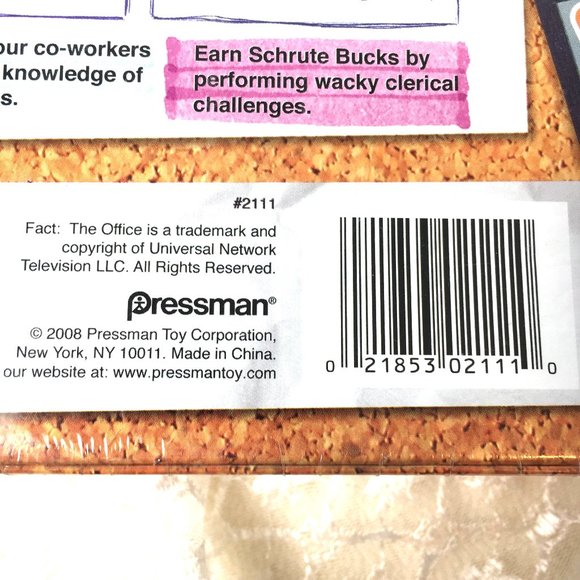 our co-workers
knowledge of
s.
Earn Schrute Bucks by
performing wacky clerical
challenges.
#2111
Fact: The Office is a trademark and
copyright of Universal Network
Television LLC. All Rights Reserved.
Pressman®
© 2008 Pressman Toy Corporation,
New York, NY 10011. Made in China.
our website at: www.pressmantoy.com
0 21853 02111 0